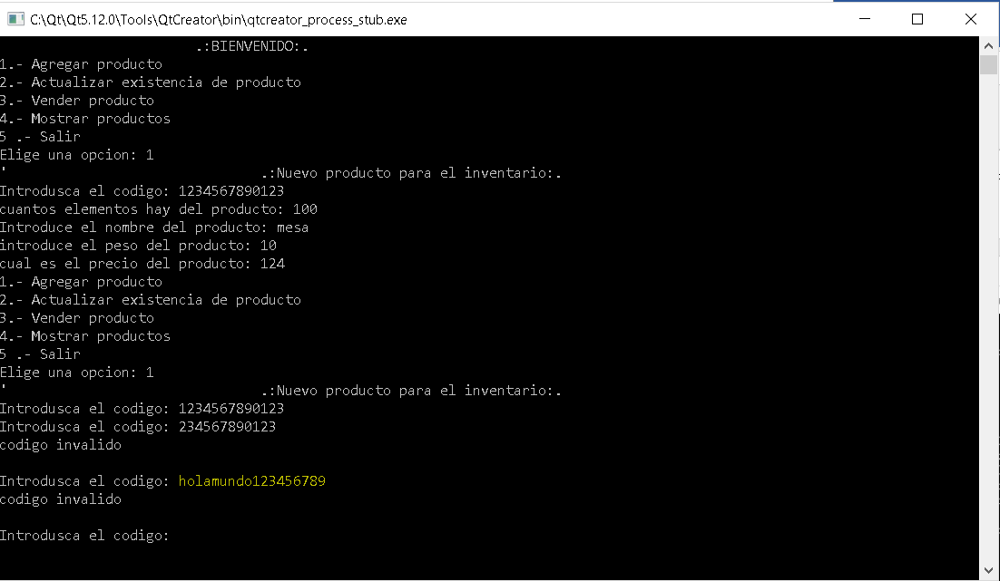 C:\Qt\Qt5.12.0\Tools\QtCreator\bin\qtcreator_process_stub.exe
.:BIENVENIDO:.
1.- Agregar producto
2.- Actualizar existencia de producto
3.- Vender producto
4.- Mostrar productos
5 .- Salir
Elige una opcion: 1
' .:Nuevo producto para el inventario:.
Introdusca el codigo: 1234567890123
cuantos elementos hay del producto: 100
Introduce el nombre del producto: mesa
introduce el peso del producto: 10
cual es el precio del producto: 124
1.- Agregar producto
2.- Actualizar existencia de producto
3.- Vender producto
4.- Mostrar productos
5 .- Salir
Elige una opcion: 1
' .:Nuevo producto para el inventario:.
Introdusca el codigo: 1234567890123
Introdusca el codigo: 234567890123
codigo invalido
Introdusca el codigo: holamundo123456789
codigo invalido
Introdusca el codigo: